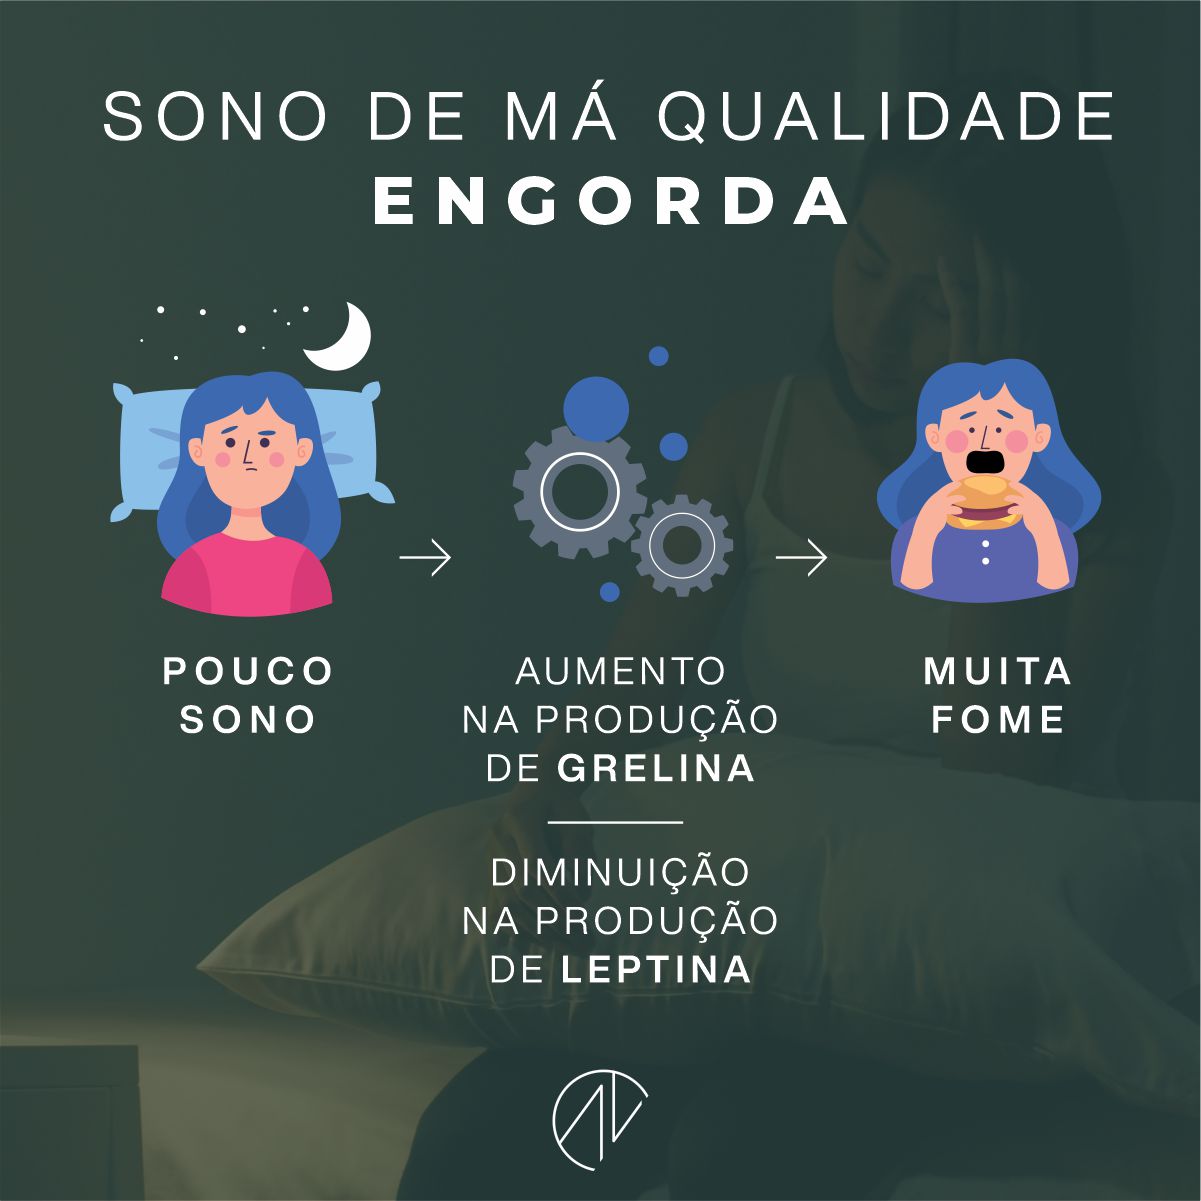 SONO DE MÁ QUALIDADE
ENGORDA
POUCO
SONO
AUMENTO
NA PRODUÇÃO
DE GRELINA
DIMINUIÇÃO
NA PRODUÇÃO
DE LEPTINA
MUITA
FOME